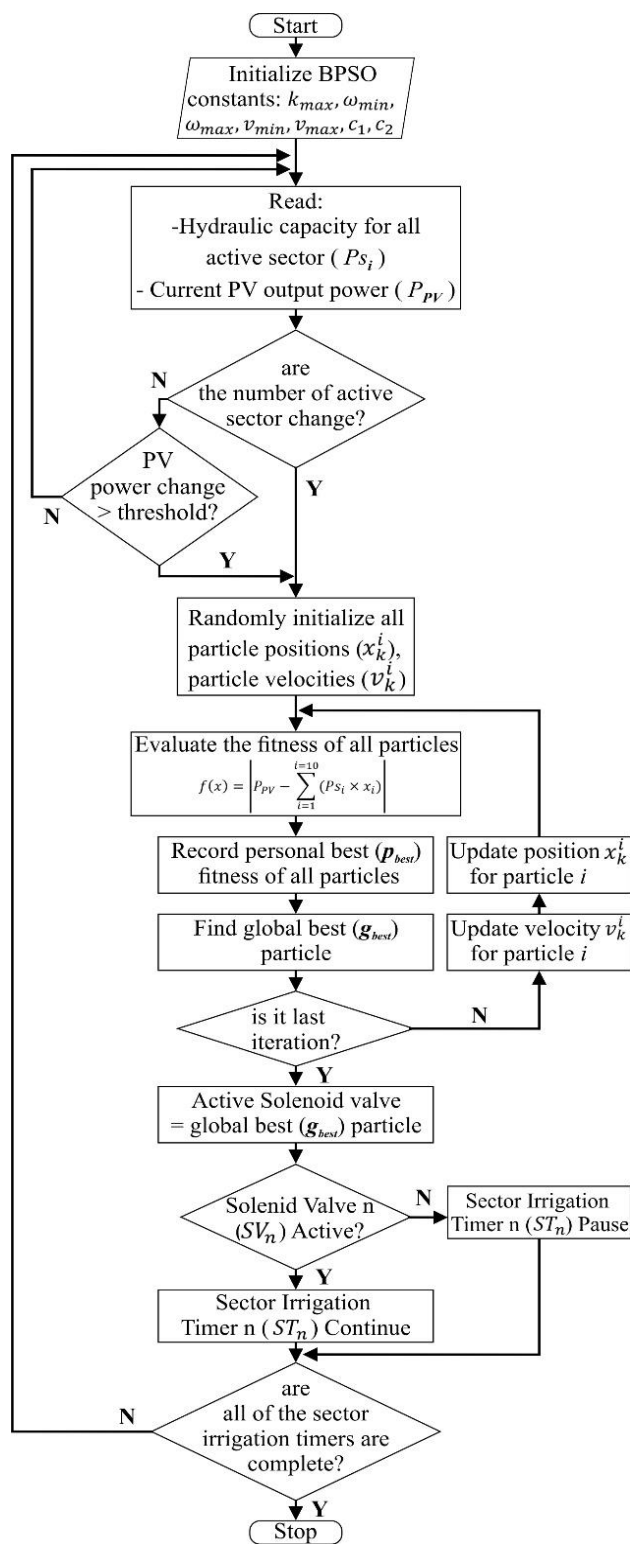 Start
Initialize BPSO
constants: k_max, ω_min,
ω_max, v_min, v_max, c_1, c_2
Read:
-Hydraulic capacity for all
active sector ( Ps_i )
- Current PV output power ( P_PV )
are
the number of active
sector change?
N
Y
PV
power change
> threshold?
N
Y
Randomly initialize all
particle positions (x_k^i),
particle velocities (v_k^i)
Evaluate the fitness of all particles
f(x) = |P_PV − ∑_{i=1}^{i=10} (Ps_i × x_i)|
Record personal best (p_best)
fitness of all particles
Update position x_k^i
for particle i
Find global best (g_best)
particle
Update velocity v_k^i
for particle i
is it last
iteration?
N
Y
Active Solenoid valve
= global best (g_best) particle
Solenid Valve n
(SV_n) Active?
N
Sector Irrigation
Timer n (ST_n) Pause
Y
Sector Irrigation
Timer n (ST_n) Continue
are
all of the sector
irrigation timers are
complete?
N
Y
Stop